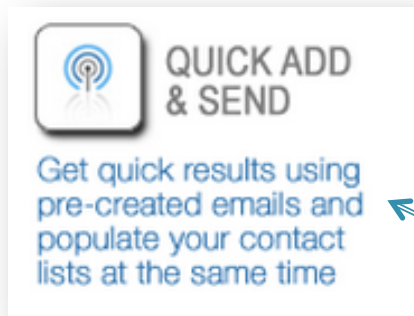 QUICK ADD
& SEND
Get quick results using
pre-created emails and
populate your contact
lists at the same time